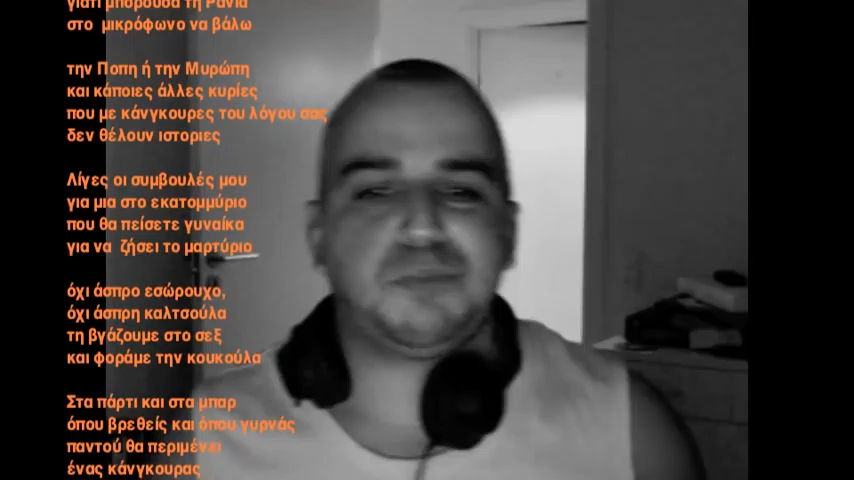 γιατί μπορούσα τη Ράνια
στο μικρόφωνο να βάλω
την Ποπη ή την Μυρώπη
και κάποιες άλλες κυρίες
που με κάνγκουρες του λόγου σας
δεν θέλουν ιστοριες
Λίγες οι συμβουλές μου
για μια στο εκατομμύριο
που θα πείσετε γυναίκα
για να ζήσει το μαρτύριο
όχι άσπρο εσώρουχο,
όχι άσπρη καλτσούλα
τη βγάζουμε στο σεξ
και φοράμε την κουκούλα
Στα πάρτι και στα μπαρ
όπου βρεθείς και όπου γυρνάς
παντού θα περιμένει
ένας κάνγκουρας